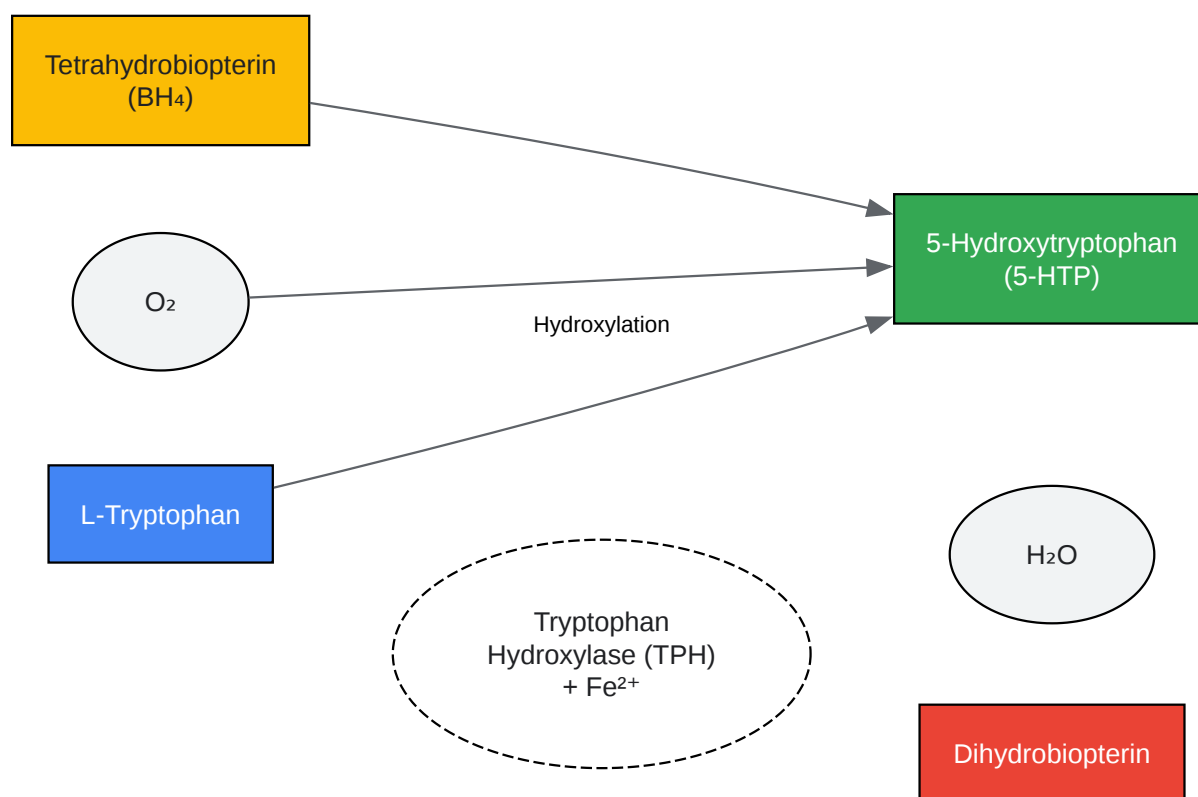 Tetrahydrobiopterin
(BH₄)
5-Hydroxytryptophan
(5-HTP)
O₂
Hydroxylation
L-Tryptophan
H₂O
Tryptophan
Hydroxylase (TPH)
+ Fe²⁺
Dihydrobiopterin